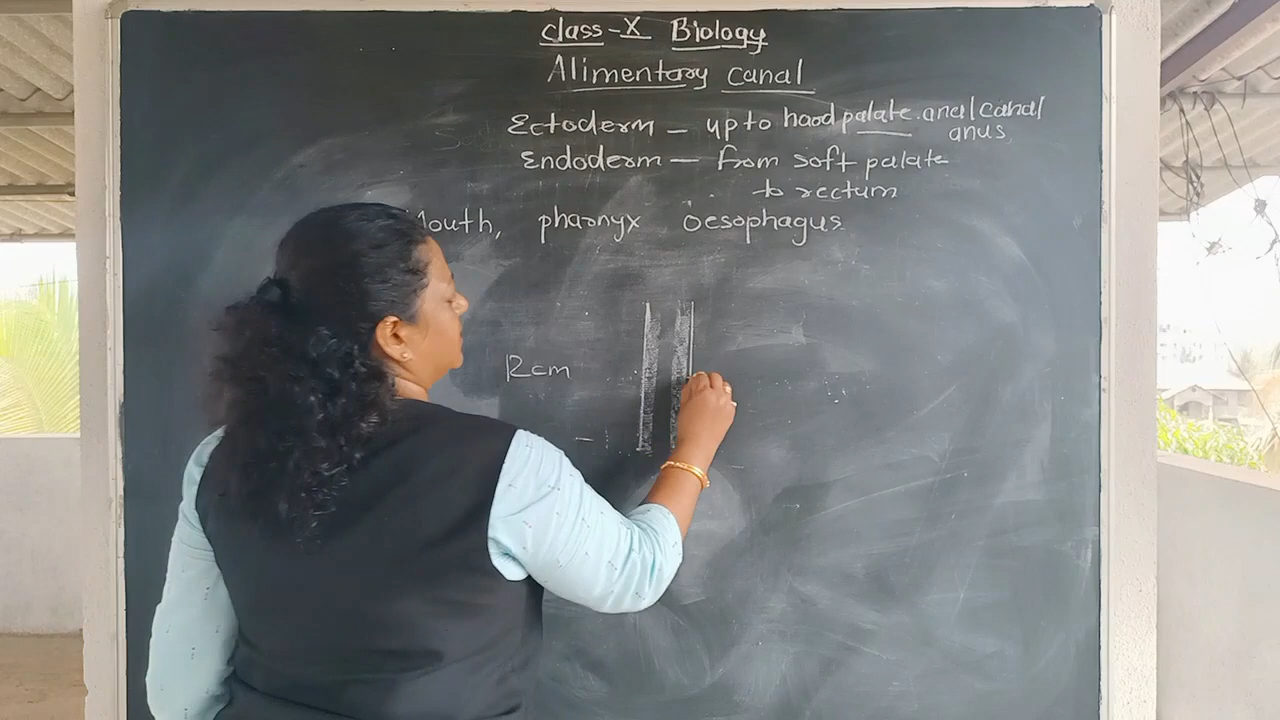 class-X Biology
Alimentary canal
Ectoderm - upto hard palate. anal canal
anus,
Endoderm - from soft palate
to rectum
Mouth, pharnyx Oesophagus.
12cm